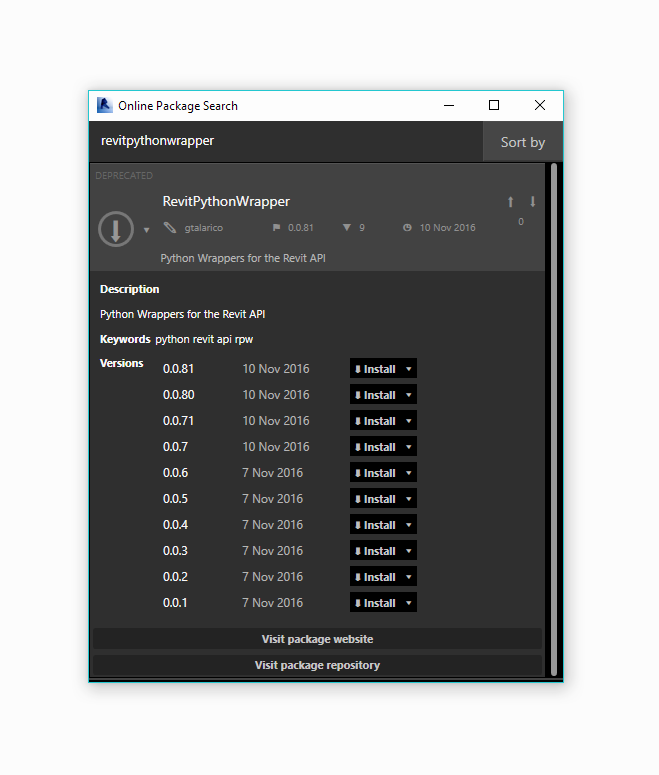 Online Package Search
revitpythonwrapper Sort by
DEPRECATED
RevitPythonWrapper
gtalarico 0.0.81 9 10 Nov 2016 0
Python Wrappers for the Revit API
Description
Python Wrappers for the Revit API
Keywords python revit api rpw
Versions 0.0.81 10 Nov 2016 Install
0.0.80 10 Nov 2016 Install
0.0.71 10 Nov 2016 Install
0.0.7 10 Nov 2016 Install
0.0.6 7 Nov 2016 Install
0.0.5 7 Nov 2016 Install
0.0.4 7 Nov 2016 Install
0.0.3 7 Nov 2016 Install
0.0.2 7 Nov 2016 Install
0.0.1 7 Nov 2016 Install
Visit package website
Visit package repository